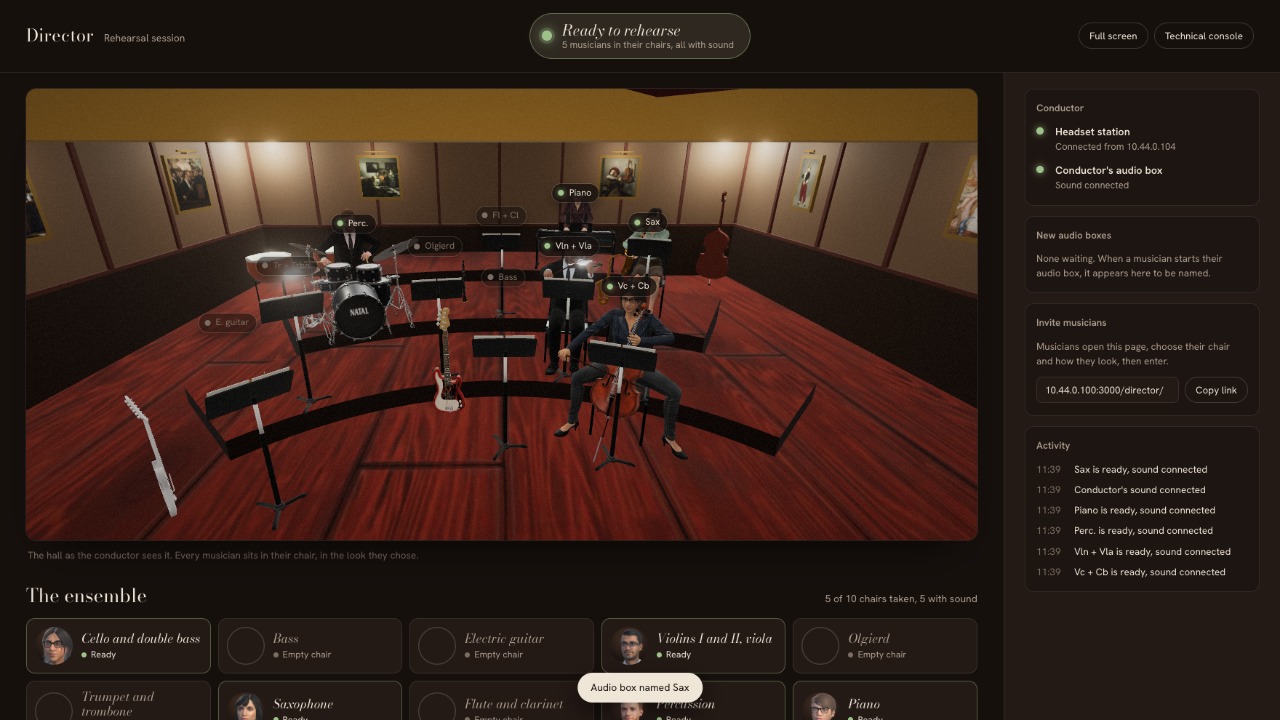 Director
Rehearsal session
Ready to rehearse
5 musicians in their chairs, all with sound
Full screen
Technical console
Piano
Fl + Cl
Perc.
Sax
Olgierd
Vln + Vla
Bass
Vc + Cb
E. guitar
NATAL
The hall as the conductor sees it. Every musician sits in their chair, in the look they chose.
The ensemble
5 of 10 chairs taken, 5 with sound
Cello and double bass
Ready
Bass
Empty chair
Electric guitar
Empty chair
Violins I and II, viola
Ready
Olgierd
Empty chair
Trumpet and
trombone
Saxophone
Ready
Flute and clarinet
Empty chair
Percussion
Ready
Piano
Ready
Audio box named Sax
Conductor
Headset station
Connected from 10.44.0.104
Conductor's audio box
Sound connected
New audio boxes
None waiting. When a musician starts their
audio box, it appears here to be named.
Invite musicians
Musicians open this page, choose their chair
and how they look, then enter.
10.44.0.100:3000/director/
Copy link
Activity
11:39 Sax is ready, sound connected
11:39 Conductor's sound connected
11:39 Piano is ready, sound connected
11:39 Perc. is ready, sound connected
11:39 Vln + Vla is ready, sound connected
11:39 Vc + Cb is ready, sound connected